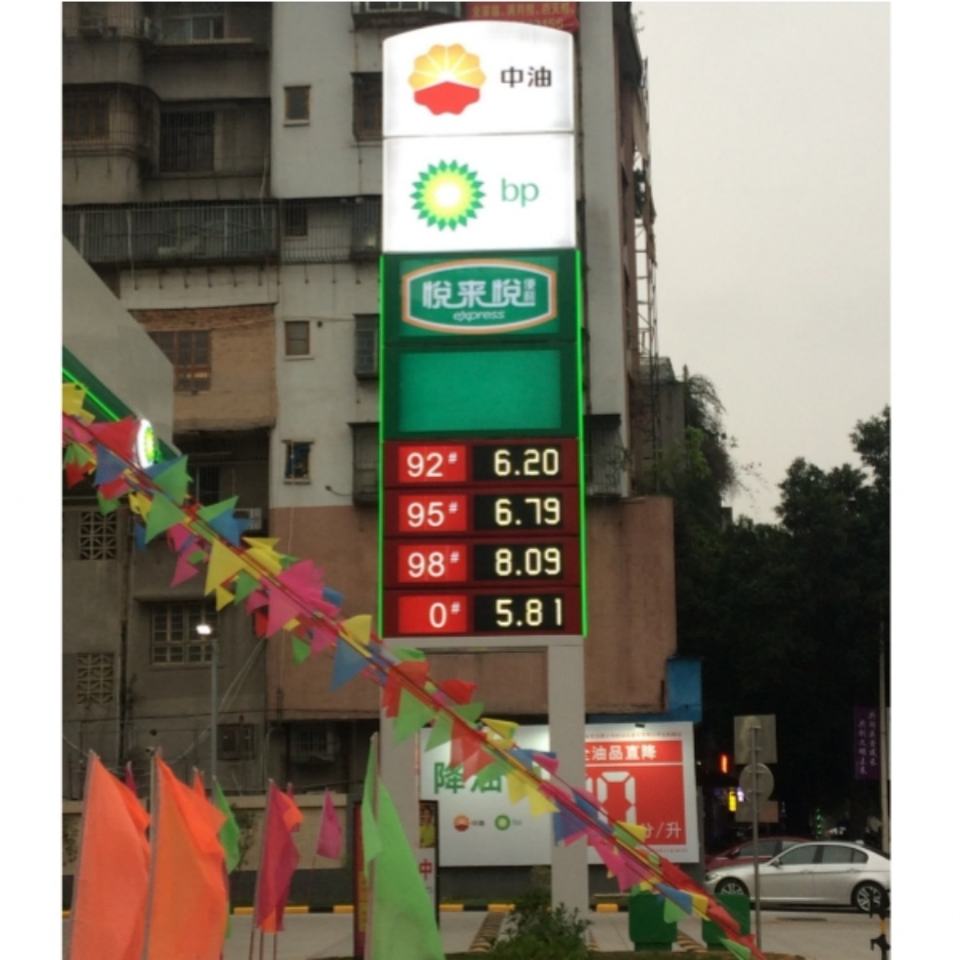 中油
bp
悦来悦
express
92# 6.20
95# 6.79
98# 8.09
0# 5.81
油品直降
降
分/升
中